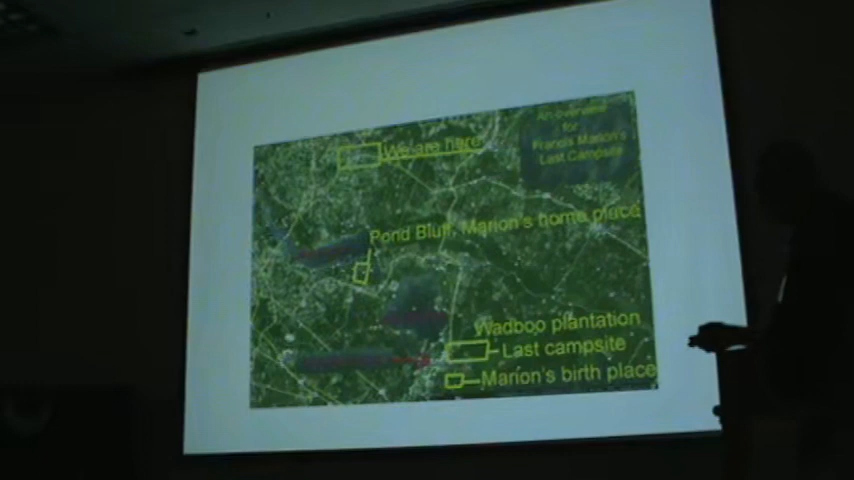 An overview
for
Francis Marion's
Last Campsite
We are here
Pond Bluff, Marion's home place
Wadboo plantation
Last campsite
Marion's birth place